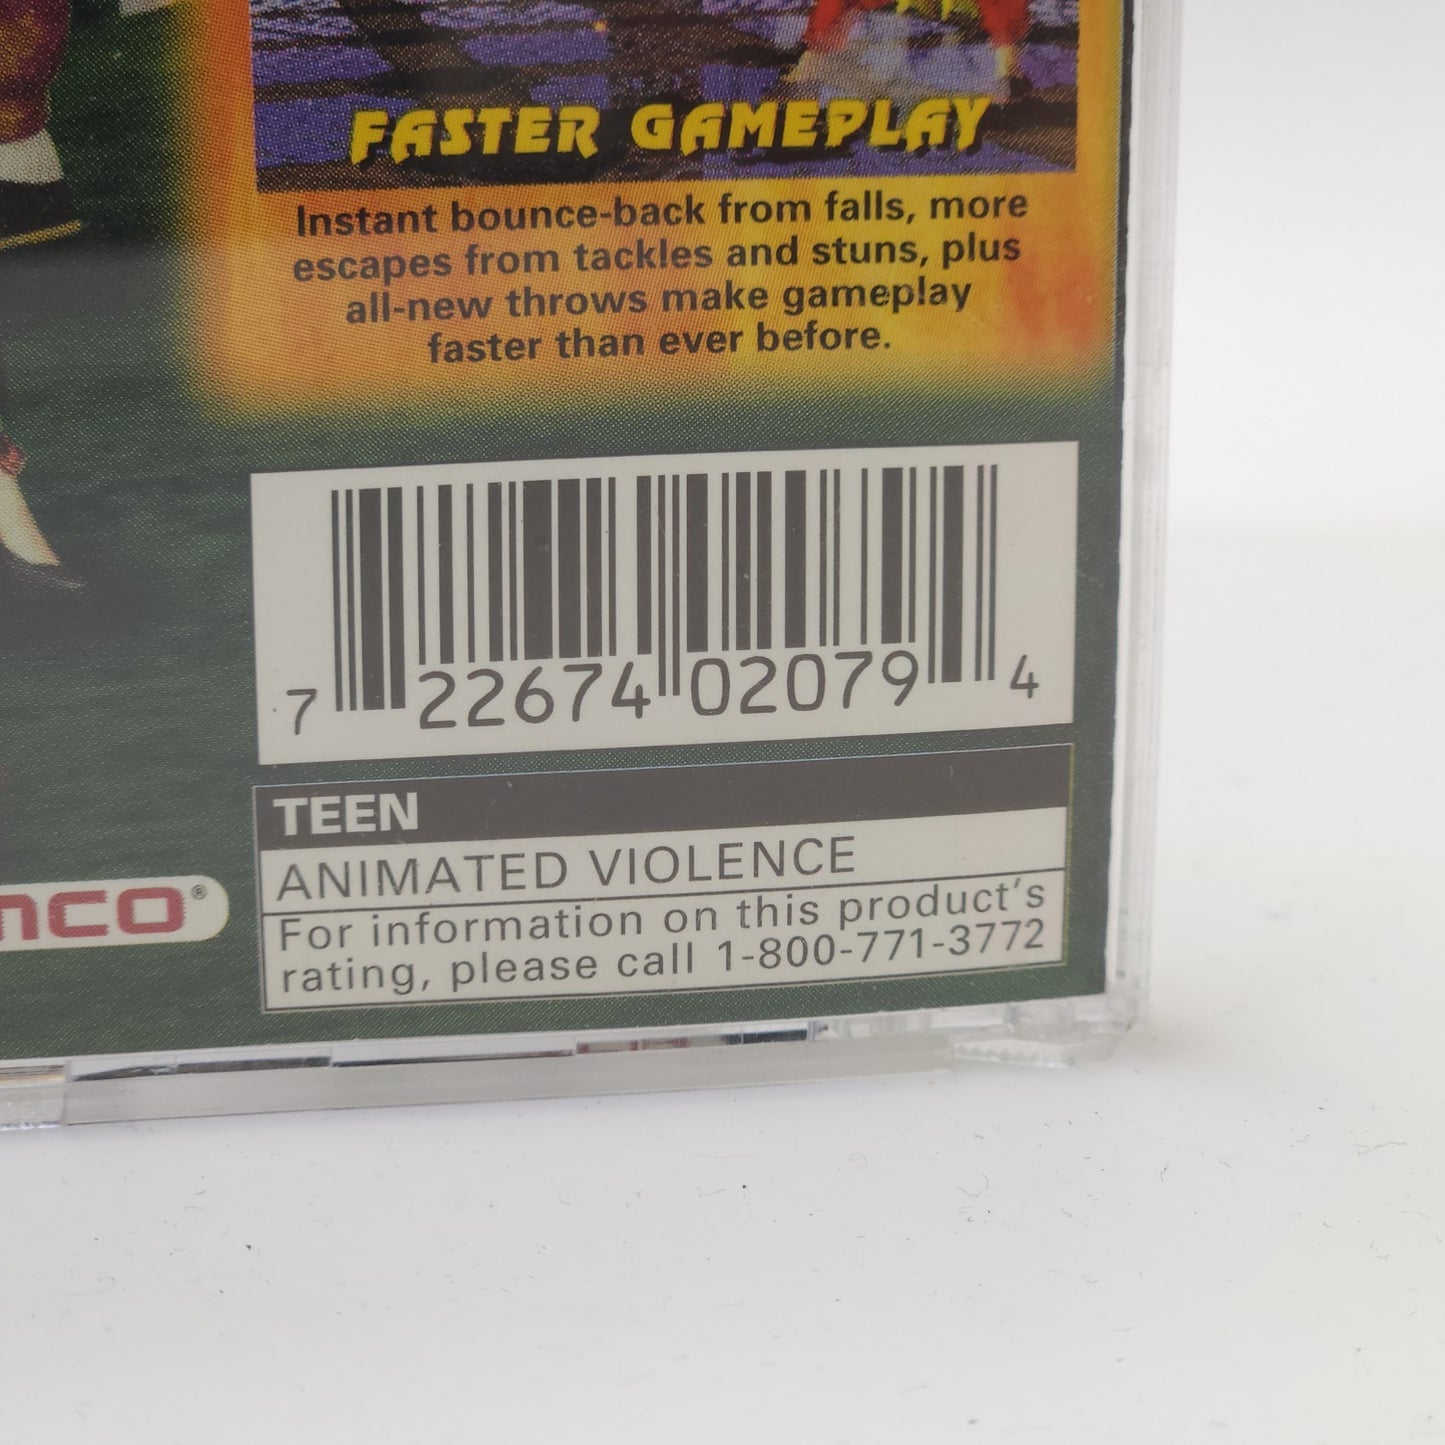 FASTER GAMEPLAY
Instant bounce-back from falls, more
escapes from tackles and stuns, plus
all-new throws make gameplay
faster than ever before.
7 22674 02079 4
TEEN
ANIMATED VIOLENCE
For information on this product's
rating, please call 1-800-771-3772
mco®